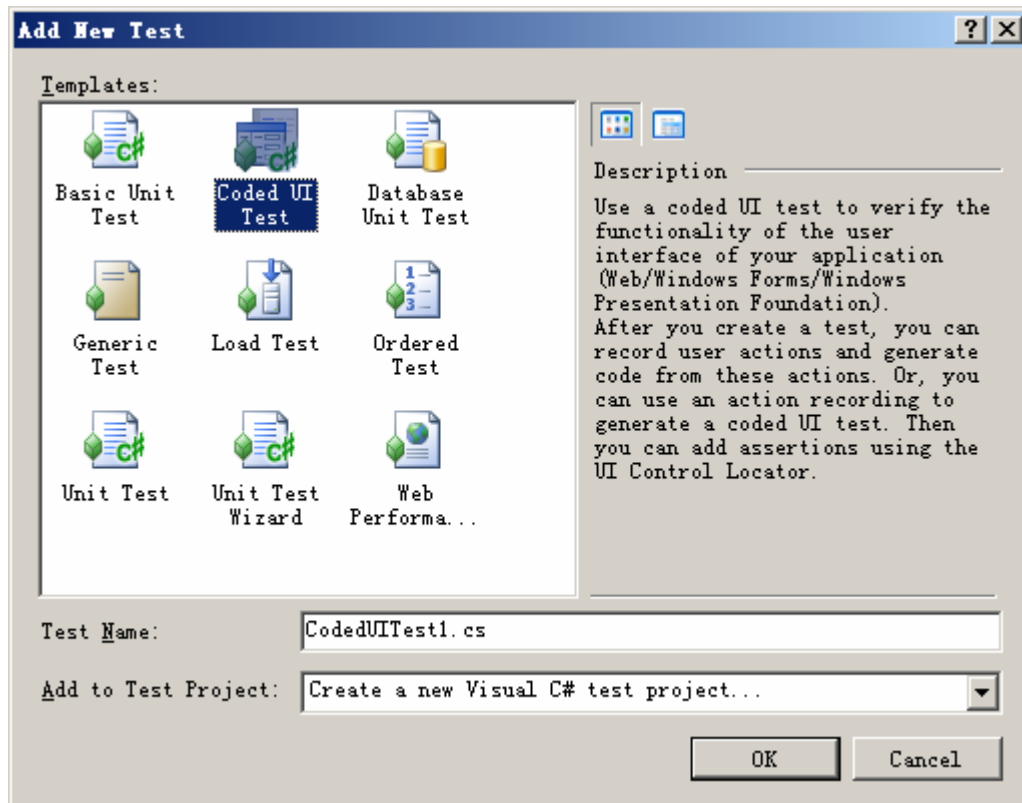 Add New Test
Templates:
Basic Unit
Test
Coded UI
Test
Database
Unit Test
Generic
Test
Load Test
Ordered
Test
Unit Test
Unit Test
Wizard
Web
Performa...
Description
Use a coded UI test to verify the
functionality of the user
interface of your application
(Web/Windows Forms/Windows
Presentation Foundation).
After you create a test, you can
record user actions and generate
code from these actions. Or, you
can use an action recording to
generate a coded UI test. Then
you can add assertions using the
UI Control Locator.
Test Name:
CodedUITest1.cs
Add to Test Project:
Create a new Visual C# test project...
OK
Cancel